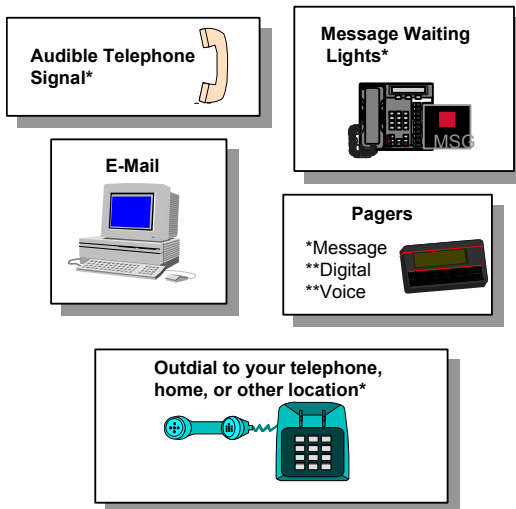 Audible Telephone
Signal*
Message Waiting
Lights*
MSG
E-Mail
Pagers
*Message
**Digital
**Voice
Outdial to your telephone,
home, or other location*